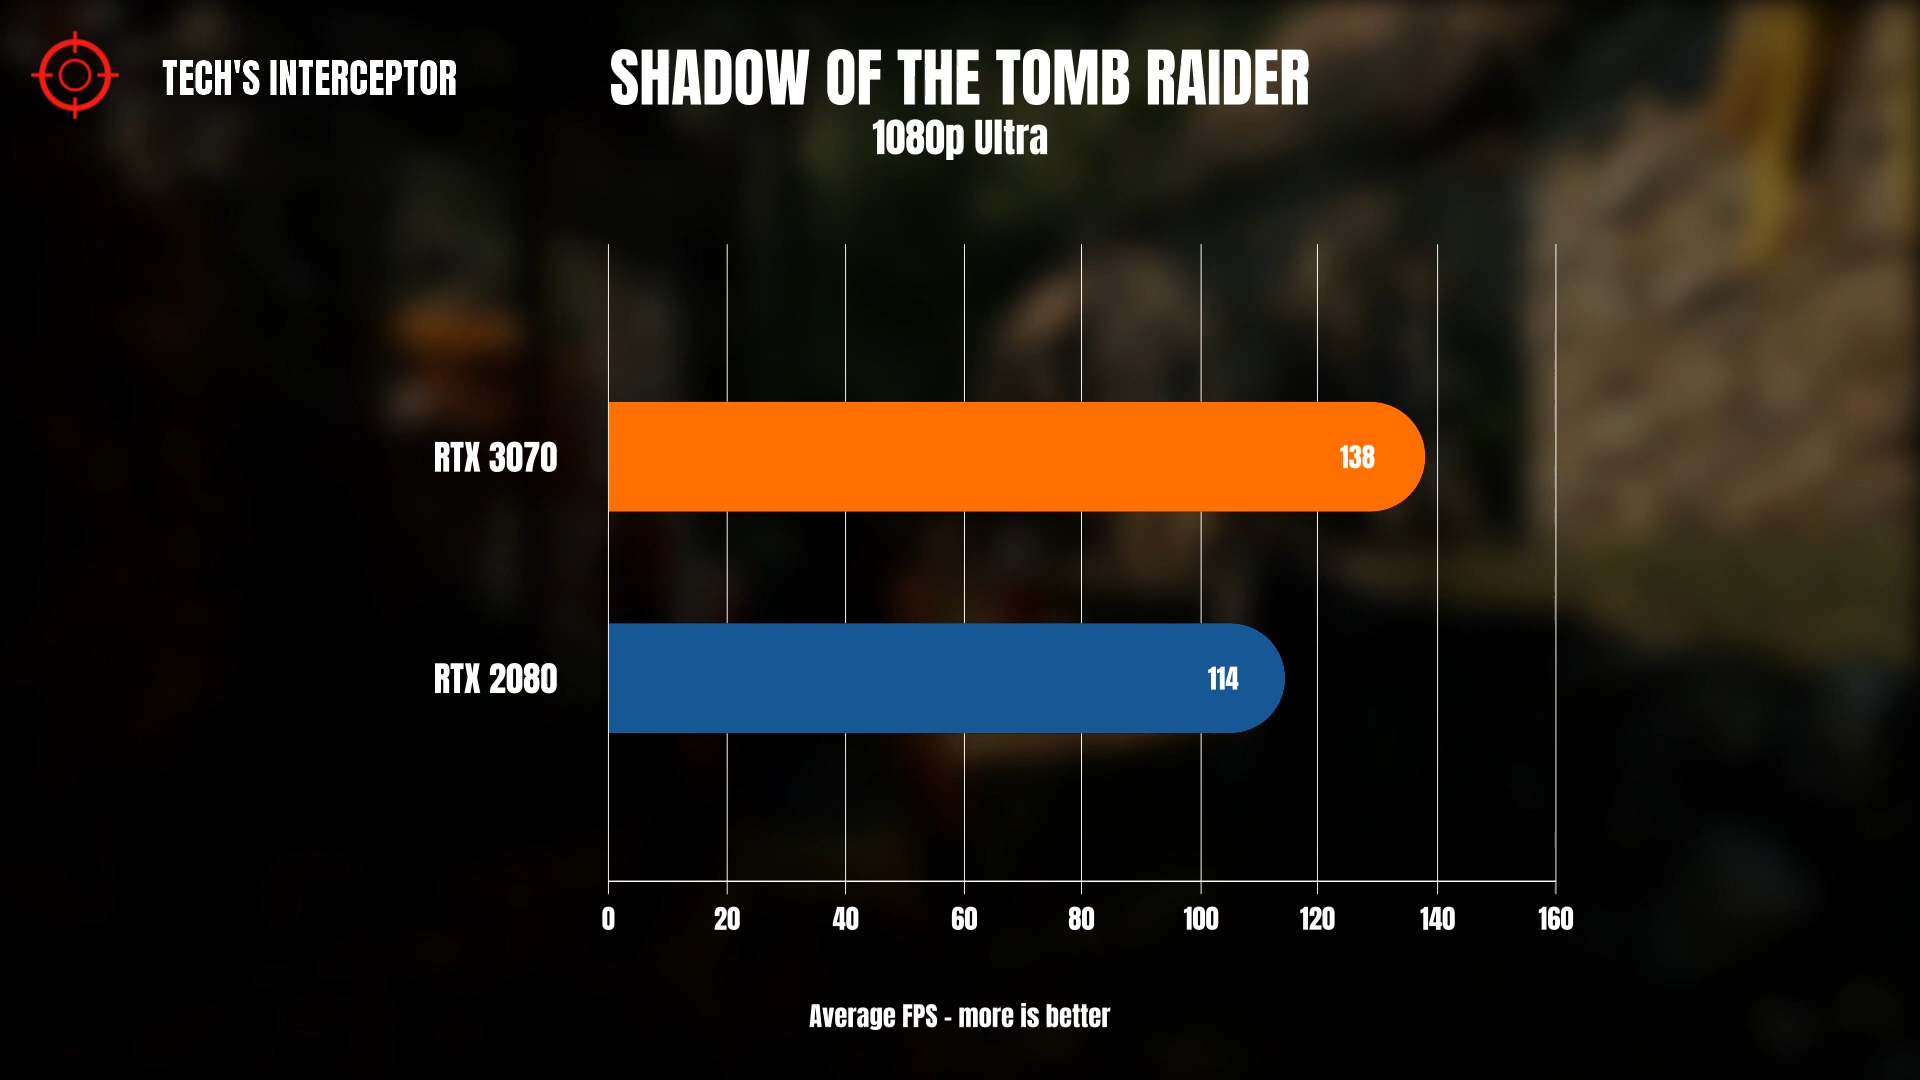 TECH'S INTERCEPTOR
SHADOW OF THE TOMB RAIDER
1080p Ultra
RTX 3070
138
RTX 2080
114
0 20 40 60 80 100 120 140 160
Average FPS - more is better